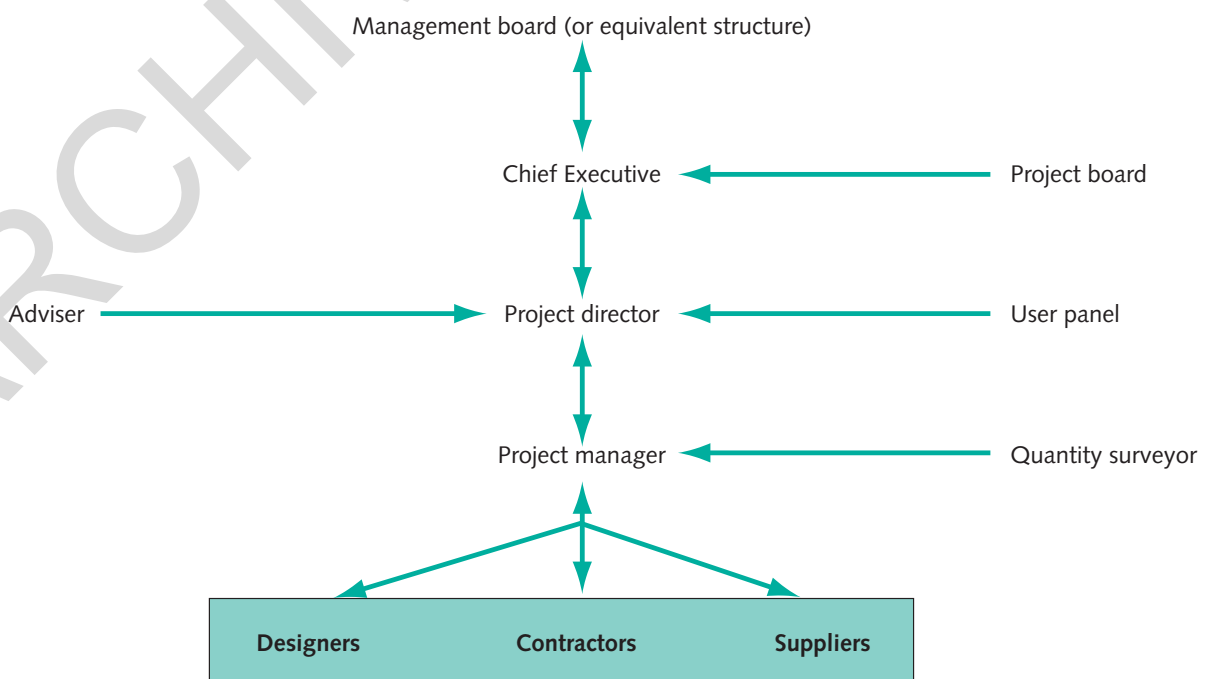 Management board (or equivalent structure)
Chief Executive
Project board
Adviser
Project director
User panel
Project manager
Quantity surveyor
Designers
Contractors
Suppliers